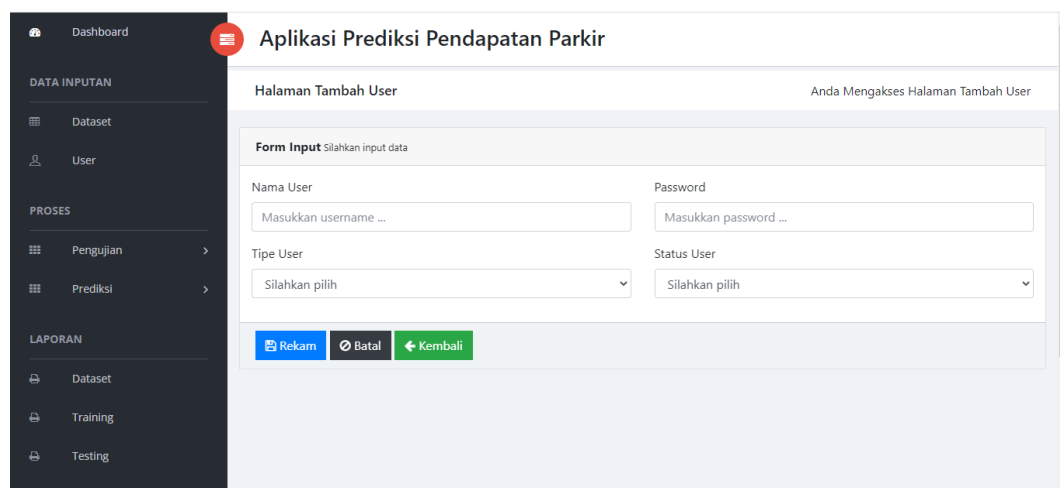 Dashboard
DATA INPUTAN
Dataset
User
PROSES
Pengujian
Prediksi
LAPORAN
Dataset
Training
Testing
Aplikasi Prediksi Pendapatan Parkir
Halaman Tambah User
Anda Mengakses Halaman Tambah User
Form Input Silahkan input data
Nama User
Masukkan username ...
Password
Masukkan password ...
Tipe User
Silahkan pilih
Status User
Silahkan pilih
Rekam
Batal
Kembali